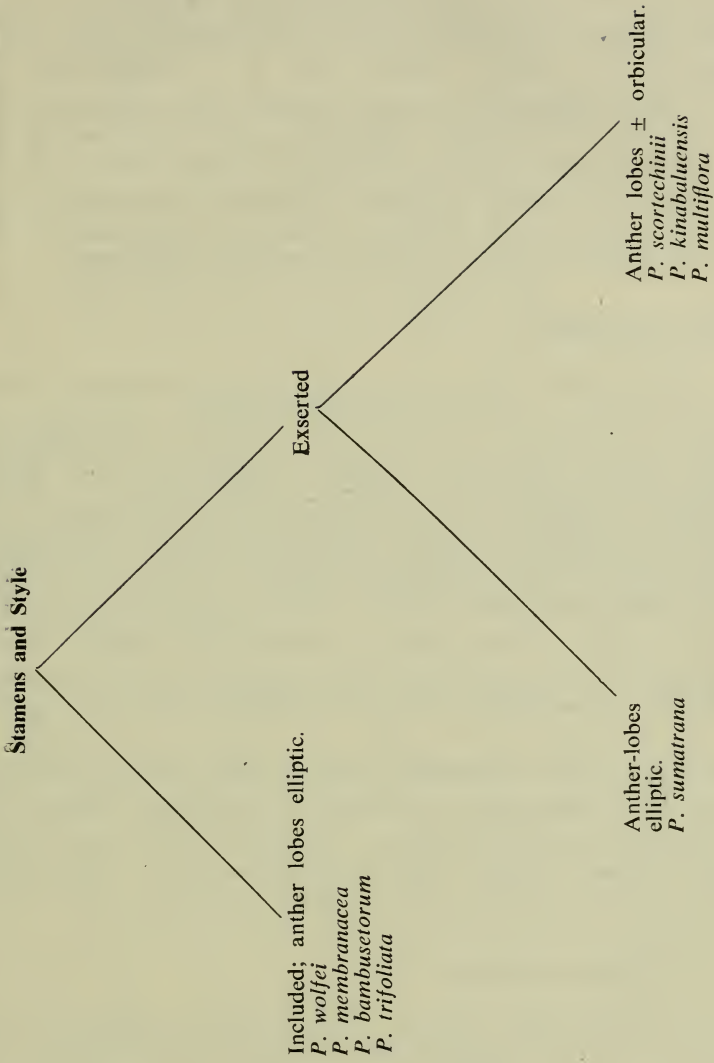 Stamens and Style
Included; anther lobes elliptic.
P. wolfei
P. membranacea
P. bambusetorum
P. trifoliata
Exserted
Anther-lobes
elliptic.
P. sumatrana
Anther lobes ± orbicular.
P. scortechinii
P. kinabaluensis
P. multiflora